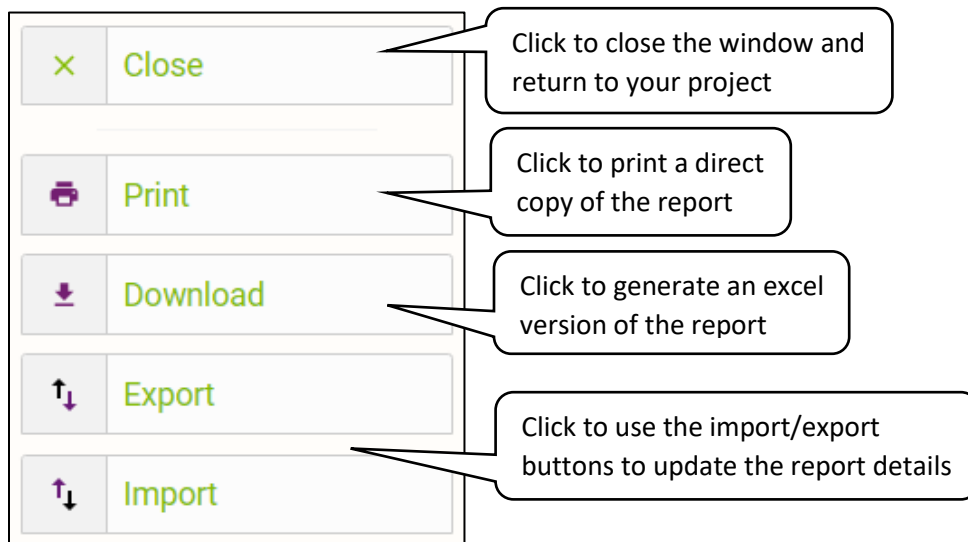 Close
Click to close the window and
return to your project
Print
Click to print a direct
copy of the report
Download
Click to generate an excel
version of the report
Export
Click to use the import/export
buttons to update the report details
Import